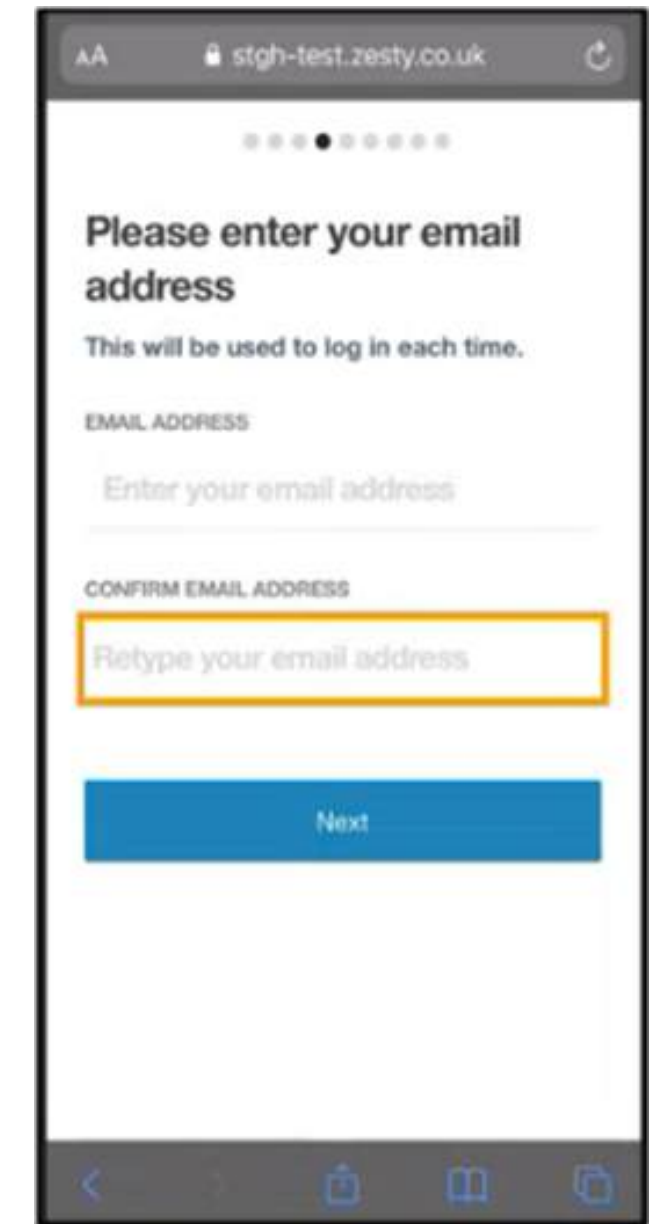 AA stgh-test.zesty.co.uk
Please enter your email
address
This will be used to log in each time.
EMAIL ADDRESS
Enter your email address
CONFIRM EMAIL ADDRESS
Retype your email address
Next